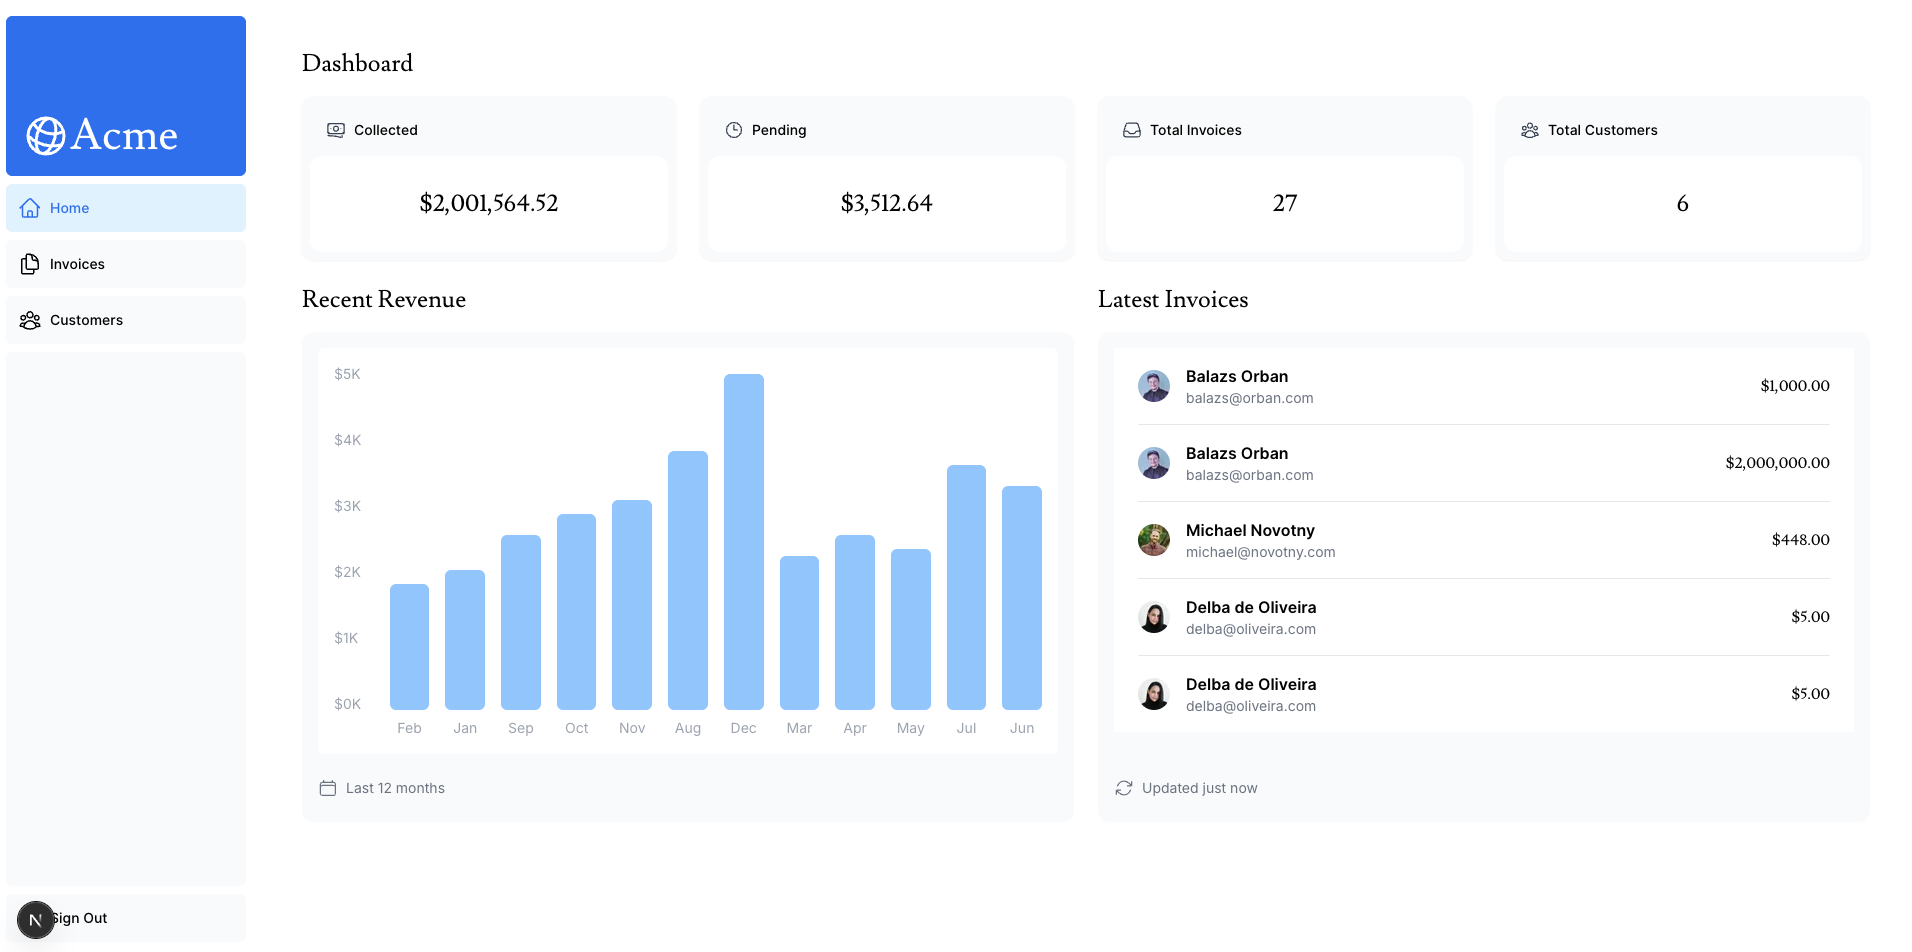 Acme
Home
Invoices
Customers
Sign Out
Dashboard
Collected
$2,001,564.52
Pending
$3,512.64
Total Invoices
27
Total Customers
6
Recent Revenue
$5K
$4K
$3K
$2K
$1K
$0K
Feb Jan Sep Oct Nov Aug Dec Mar Apr May Jul Jun
Last 12 months
Latest Invoices
Balazs Orban
balazs@orban.com
$1,000.00
Balazs Orban
balazs@orban.com
$2,000,000.00
Michael Novotny
michael@novotny.com
$448.00
Delba de Oliveira
delba@oliveira.com
$5.00
Delba de Oliveira
delba@oliveira.com
$5.00
Updated just now
N